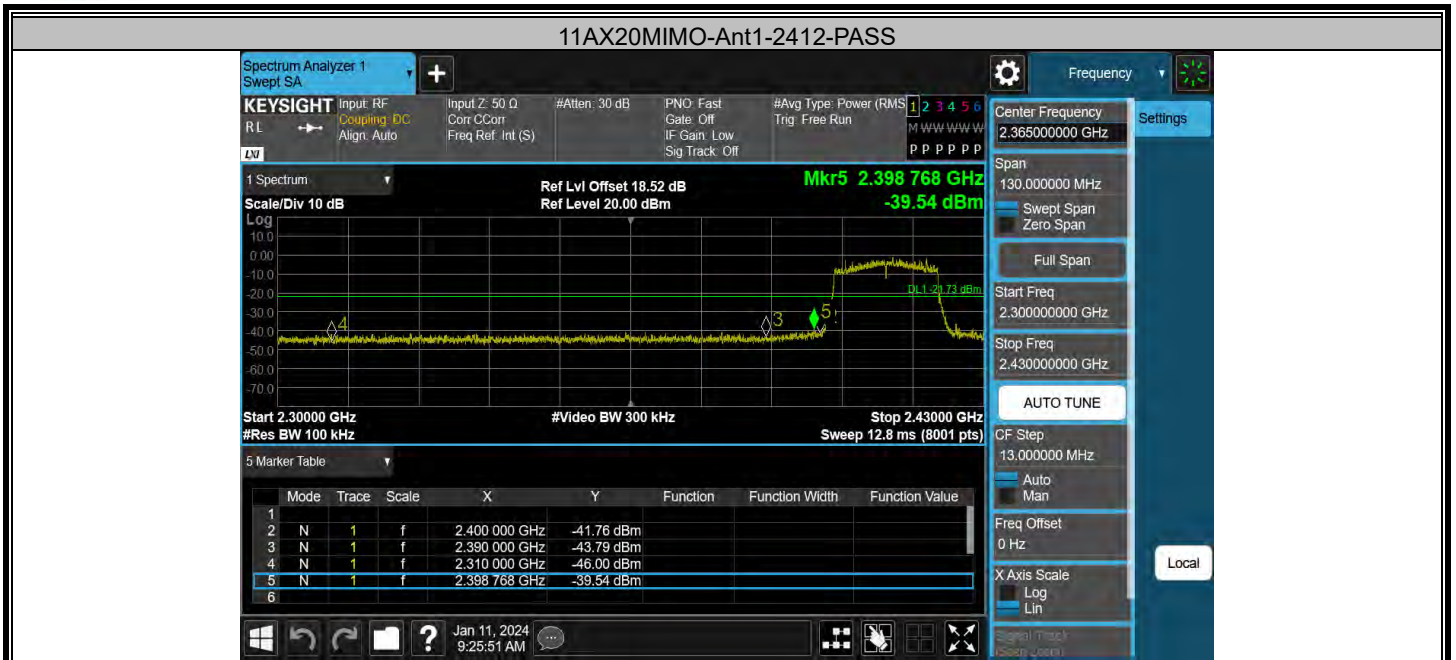 11AX20MIMO-Ant1-2412-PASS
Spectrum Analyzer 1
Swept SA
+
Frequency
KEYSIGHT
RL
LXI
Input: RF
Coupling: DC
Align: Auto
Input Z: 50 Ω
Corr CCorr
Freq Ref: Int (S)
#Atten: 30 dB
PNO: Fast
Gate: Off
IF Gain: Low
Sig Track: Off
#Avg Type: Power (RMS
Trig: Free Run
1 2 3 4 5 6
M W W W W W
P P P P P P
1 Spectrum
Scale/Div 10 dB
Ref Lvl Offset 18.52 dB
Ref Level 20.00 dBm
Mkr5 2.398 768 GHz
-39.54 dBm
Log
10.0
0.00
-10.0
-20.0
-30.0
-40.0
-50.0
-60.0
-70.0
DL1 -21.73 dBm
4
3
5
Start 2.30000 GHz
#Video BW 300 kHz
Stop 2.43000 GHz
#Res BW 100 kHz
Sweep 12.8 ms (8001 pts)
5 Marker Table
Mode Trace Scale X Y Function Function Width Function Value
1
2 N 1 f 2.400 000 GHz -41.76 dBm
3 N 1 f 2.390 000 GHz -43.79 dBm
4 N 1 f 2.310 000 GHz -46.00 dBm
5 N 1 f 2.398 768 GHz -39.54 dBm
6
?
Jan 11, 2024
9:25:51 AM
Center Frequency
2.365000000 GHz
Settings
Span
130.000000 MHz
Swept Span
Zero Span
Full Span
Start Freq
2.300000000 GHz
Stop Freq
2.430000000 GHz
AUTO TUNE
CF Step
13.000000 MHz
Auto
Man
Freq Offset
0 Hz
X Axis Scale
Log
Lin
Local
Signal Track
(Span Zoom)